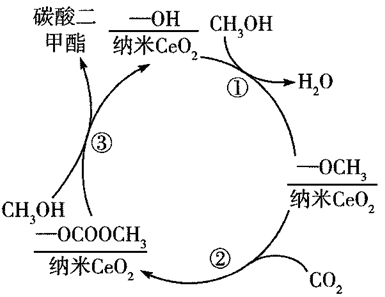 碳酸二
甲酯
—OH
纳米CeO₂
CH₃OH
①
H₂O
③
—OCH₃
纳米CeO₂
CH₃OH
—OCOOCH₃
纳米CeO₂
②
CO₂